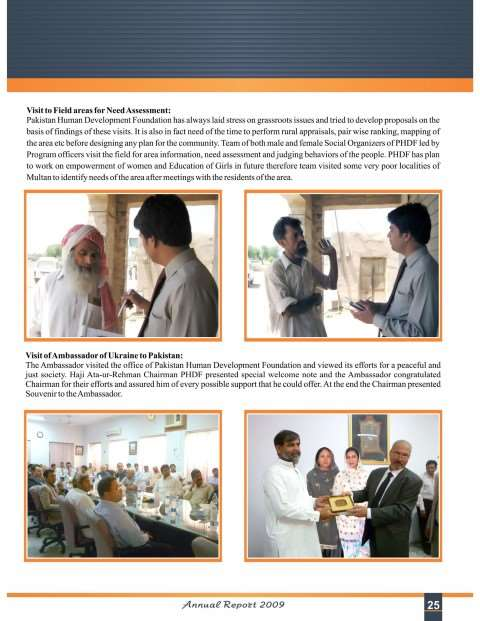 Visit to Field areas for Need Assessment:
Pakistan Human Development Foundation has always laid stress on grassroots issues and tried to develop proposals on the
basis of findings of these visits. It is also in fact need of the time to perform rural appraisals, pair wise ranking, mapping of
the area etc before designing any plan for the community. Team of both male and female Social Organizers of PHDF led by
Program officers visit the field for area information, need assessment and judging behaviors of the people. PHDF has plan
to work on empowerment of women and Education of Girls in future therefore team visited some very poor localities of
Multan to identify needs of the area after meetings with the residents of the area.
Visit of Ambassador of Ukraine to Pakistan:
The Ambassador visited the office of Pakistan Human Development Foundation and viewed its efforts for a peaceful and
just society. Haji Ata-ur-Rehman Chairman PHDF presented special welcome note and the Ambassador congratulated
Chairman for their efforts and assured him of every possible support that he could offer. At the end the Chairman presented
Souvenir to the Ambassador.
Annual Report 2009
25